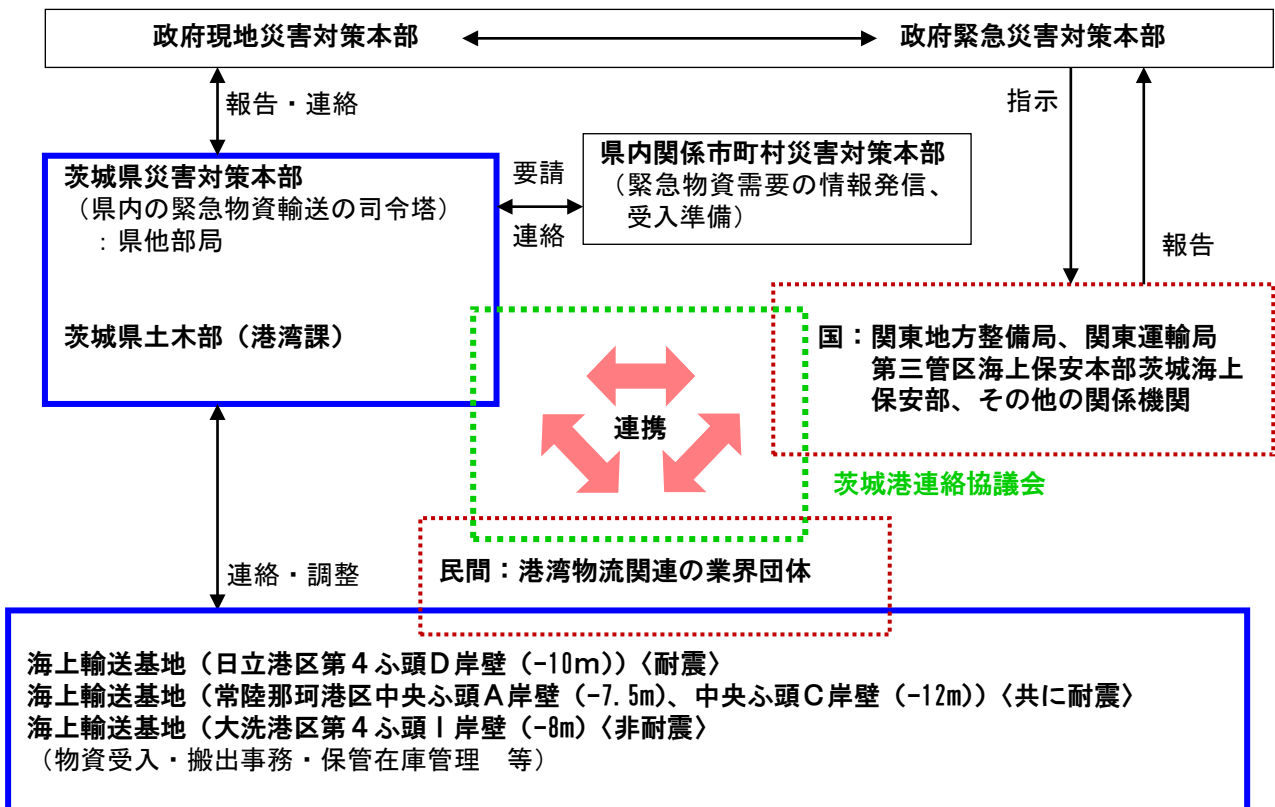 政府現地災害対策本部
政府緊急災害対策本部
報告・連絡
指示
報告
茨城県災害対策本部
(県内の緊急物資輸送の司令塔)
：県他部局
茨城県土木部(港湾課)
要請
連絡
県内関係市町村災害対策本部
(緊急物資需要の情報発信、
受入準備)
国：関東地方整備局、関東運輸局
第三管区海上保安本部茨城海上
保安部、その他の関係機関
連携
茨城港連絡協議会
民間：港湾物流関連の業界団体
連絡・調整
海上輸送基地(日立港区第４ふ頭Ｄ岸壁(-10ｍ))〈耐震〉
海上輸送基地(常陸那珂港区中央ふ頭Ａ岸壁(-7.5m)、中央ふ頭Ｃ岸壁(-12m))〈共に耐震〉
海上輸送基地(大洗港区第４ふ頭Ｉ岸壁(-8m)〈非耐震〉
(物資受入・搬出事務・保管在庫管理　等)